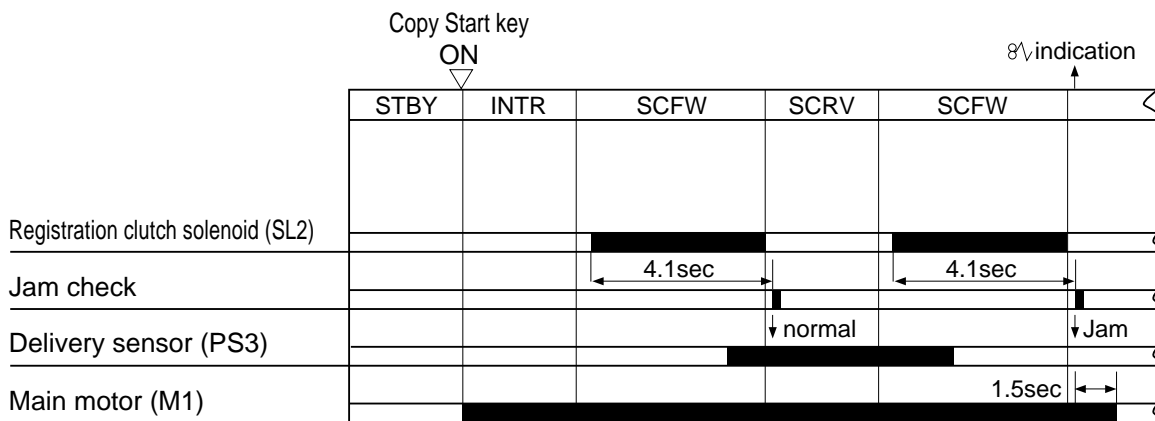 Copy Start key
ON
indication
STBY INTR SCFW SCRV SCFW
Registration clutch solenoid (SL2)
4.1sec 4.1sec
Jam check
normal Jam
Delivery sensor (PS3)
1.5sec
Main motor (M1)